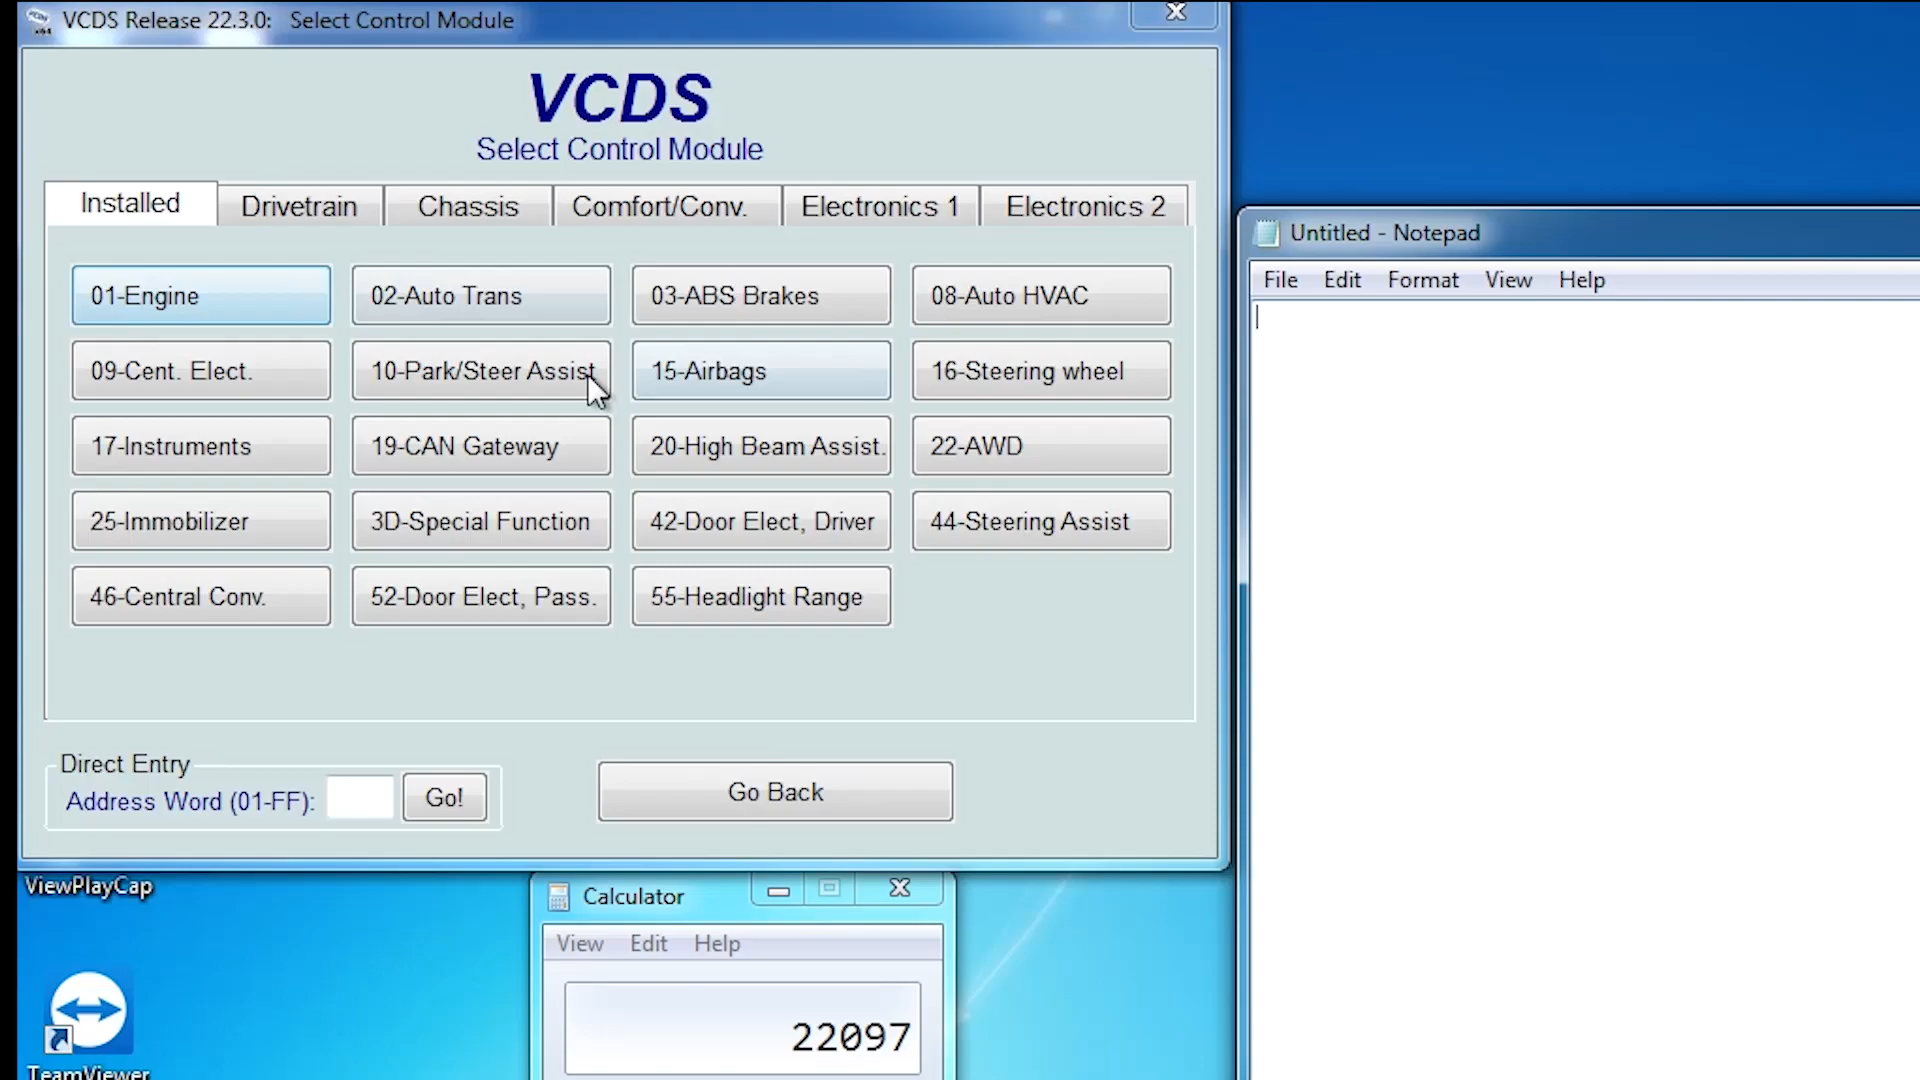 VCDS Release 22.3.0: Select Control Module
VCDS
Select Control Module
Installed Drivetrain Chassis Comfort/Conv. Electronics 1 Electronics 2
01-Engine 02-Auto Trans 03-ABS Brakes 08-Auto HVAC
09-Cent. Elect. 10-Park/Steer Assist 15-Airbags 16-Steering wheel
17-Instruments 19-CAN Gateway 20-High Beam Assist. 22-AWD
25-Immobilizer 3D-Special Function 42-Door Elect, Driver 44-Steering Assist
46-Central Conv. 52-Door Elect, Pass. 55-Headlight Range
Direct Entry
Address Word (01-FF): Go! Go Back
Untitled - Notepad
File Edit Format View Help
ViewPlayCap
TeamViewer
Calculator
View Edit Help
22097